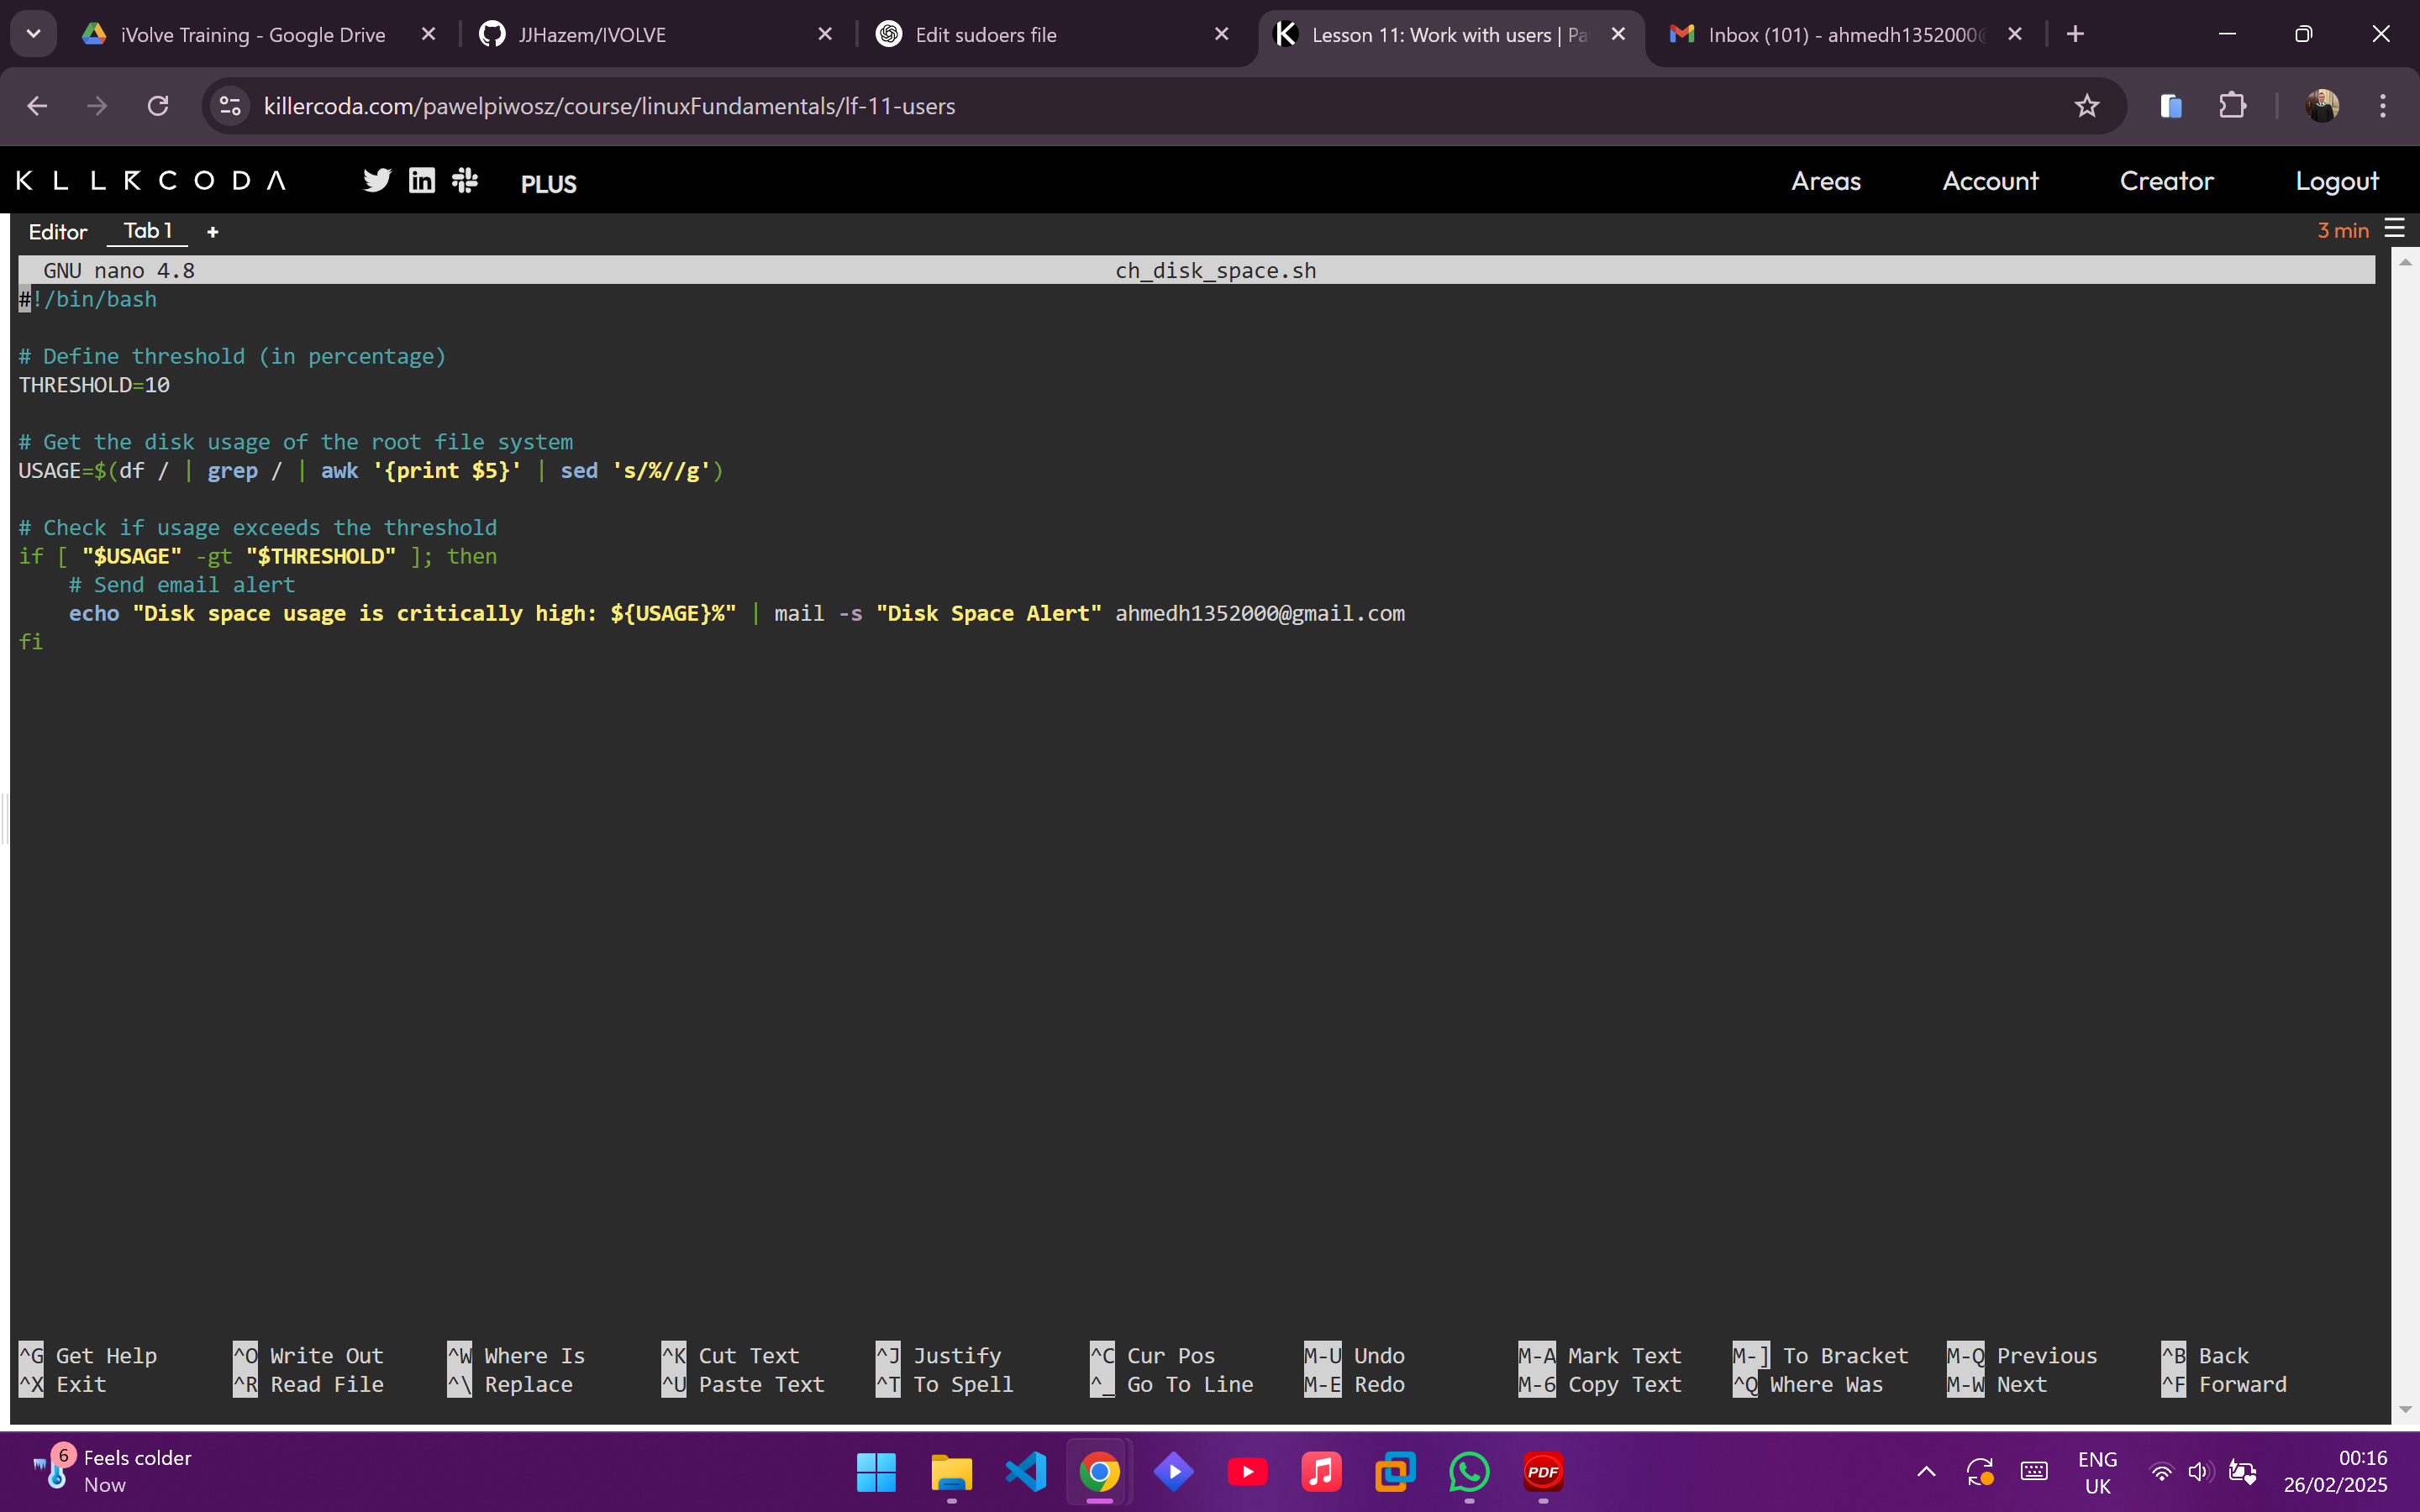 iVolve Training - Google Drive
JJHazem/IVOLVE
Edit sudoers file
Lesson 11: Work with users | Pa
Inbox (101) - ahmedh1352000@
killercoda.com/pawelpiwosz/course/linuxFundamentals/lf-11-users
KLLRCODA
PLUS
Areas
Account
Creator
Logout
Editor
Tab 1
+
3 min
GNU nano 4.8 ch_disk_space.sh
#!/bin/bash
# Define threshold (in percentage)
THRESHOLD=10
# Get the disk usage of the root file system
USAGE=$(df / | grep / | awk '{print $5}' | sed 's/%//g')
# Check if usage exceeds the threshold
if [ "$USAGE" -gt "$THRESHOLD" ]; then
# Send email alert
echo "Disk space usage is critically high: ${USAGE}%" | mail -s "Disk Space Alert" ahmedh1352000@gmail.com
fi
^G Get Help ^O Write Out ^W Where Is ^K Cut Text ^J Justify ^C Cur Pos M-U Undo M-A Mark Text M-] To Bracket M-Q Previous ^B Back
^X Exit ^R Read File ^\ Replace ^U Paste Text ^T To Spell ^_ Go To Line M-E Redo M-6 Copy Text ^Q Where Was M-W Next ^F Forward
6
Feels colder
Now
PDF
ENG
UK
00:16
26/02/2025